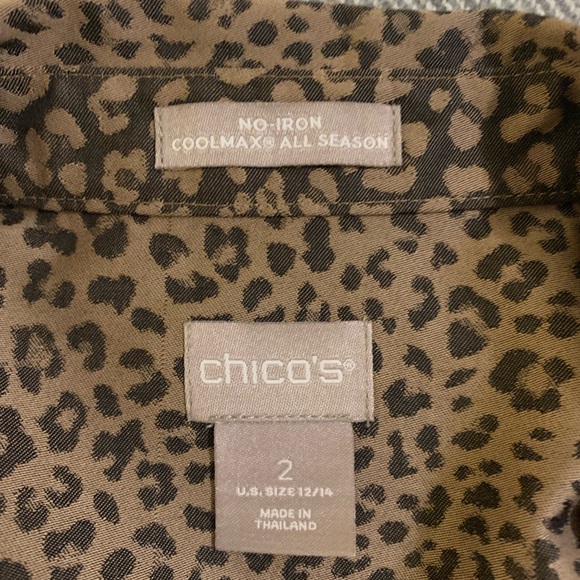 NO-IRON
COOLMAX® ALL SEASON
chico's®
2
U.S. SIZE 12/14
MADE IN
THAILAND